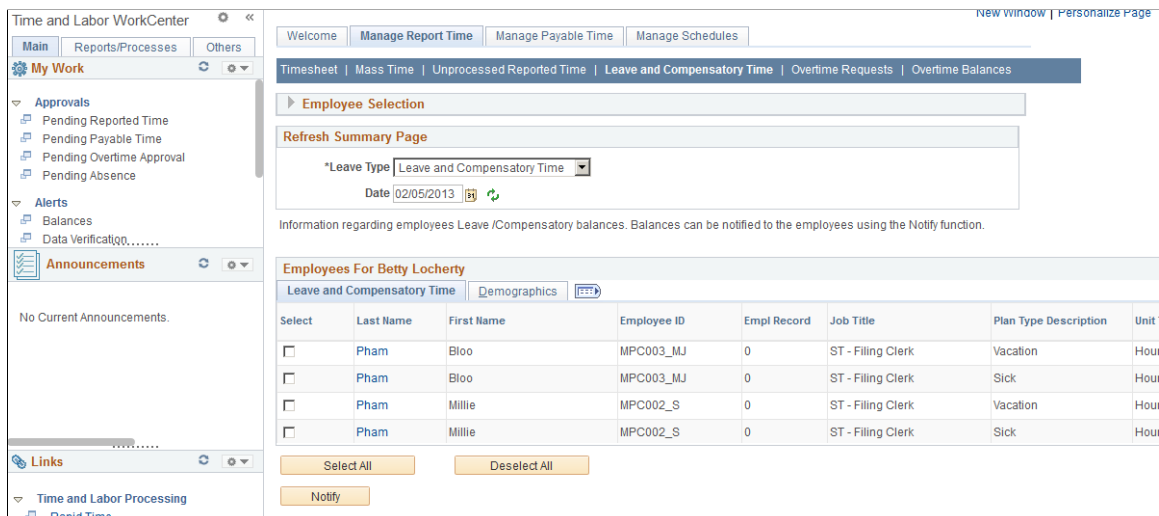 Time and Labor WorkCenter
Main Reports/Processes Others
My Work
Approvals
Pending Reported Time
Pending Payable Time
Pending Overtime Approval
Pending Absence
Alerts
Balances
Data Verification
Announcements
No Current Announcements.
Links
Time and Labor Processing
Rapid Time
New Window | Personalize Page
Welcome Manage Report Time Manage Payable Time Manage Schedules
Timesheet | Mass Time | Unprocessed Reported Time | Leave and Compensatory Time | Overtime Requests | Overtime Balances
Employee Selection
Refresh Summary Page
*Leave Type Leave and Compensatory Time
Date 02/05/2013 31
Information regarding employees Leave /Compensatory balances. Balances can be notified to the employees using the Notify function.
Employees For Betty Locherty
Leave and Compensatory Time Demographics
Select Last Name First Name Employee ID Empl Record Job Title Plan Type Description Unit
Pham Bloo MPC003_MJ 0 ST - Filing Clerk Vacation Hour
Pham Bloo MPC003_MJ 0 ST - Filing Clerk Sick Hour
Pham Millie MPC002_S 0 ST - Filing Clerk Vacation Hour
Pham Millie MPC002_S 0 ST - Filing Clerk Sick Hour
Select All Deselect All
Notify